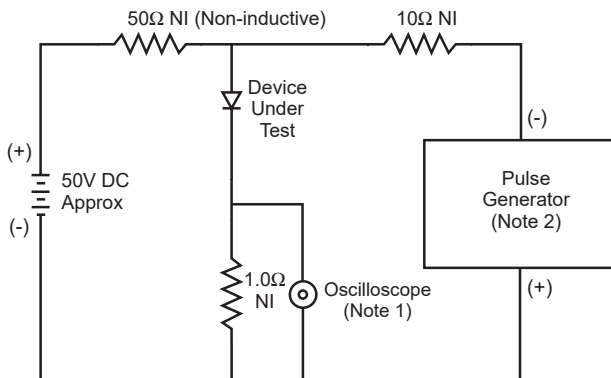 50Ω NI (Non-inductive)
10Ω NI
Device
Under
Test
(+)
50V DC
Approx
(-)
(-)
Pulse
Generator
(Note 2)
(+)
1.0Ω
NI
Oscilloscope
(Note 1)